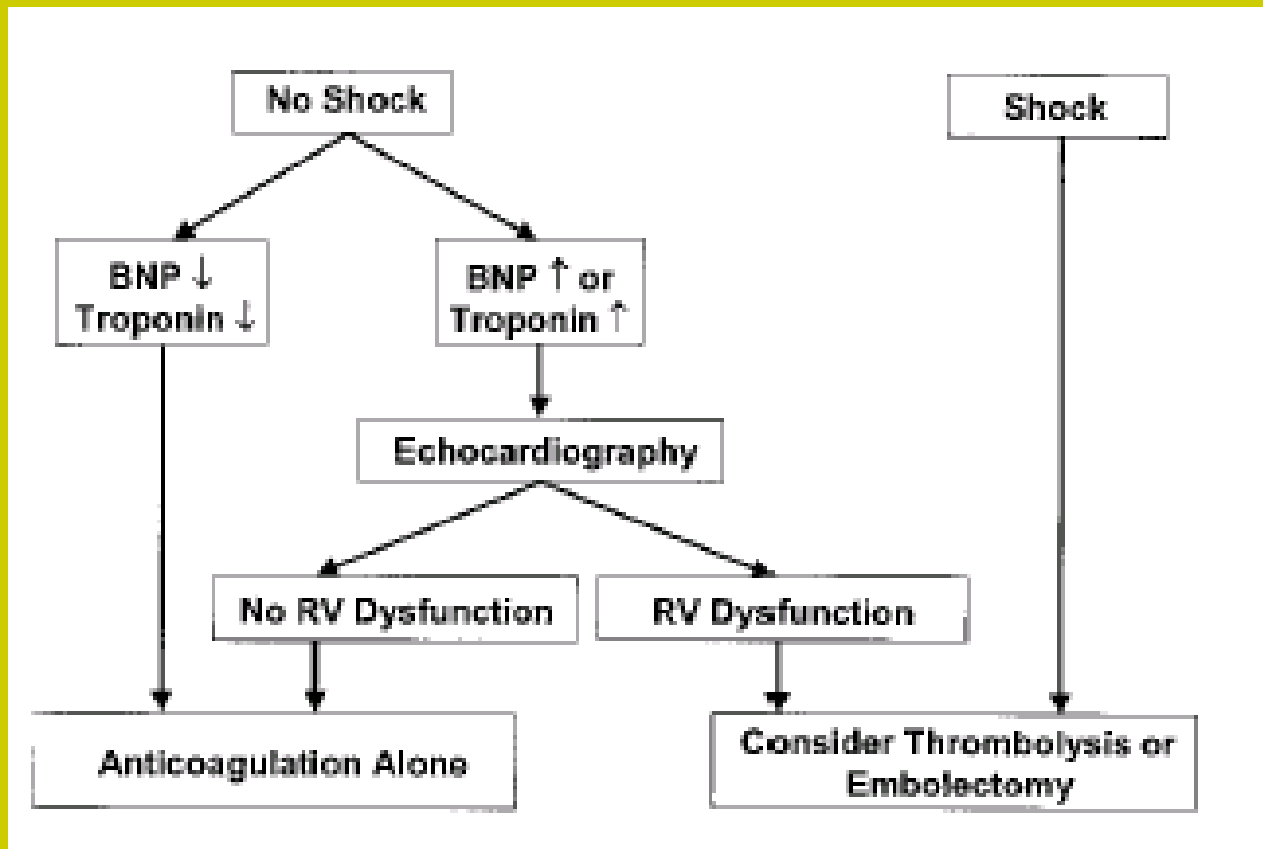 No Shock
Shock
BNP ↓
Troponin ↓
BNP ↑ or
Troponin ↑
Echocardiography
No RV Dysfunction
RV Dysfunction
Anticoagulation Alone
Consider Thrombolysis or
Embolectomy